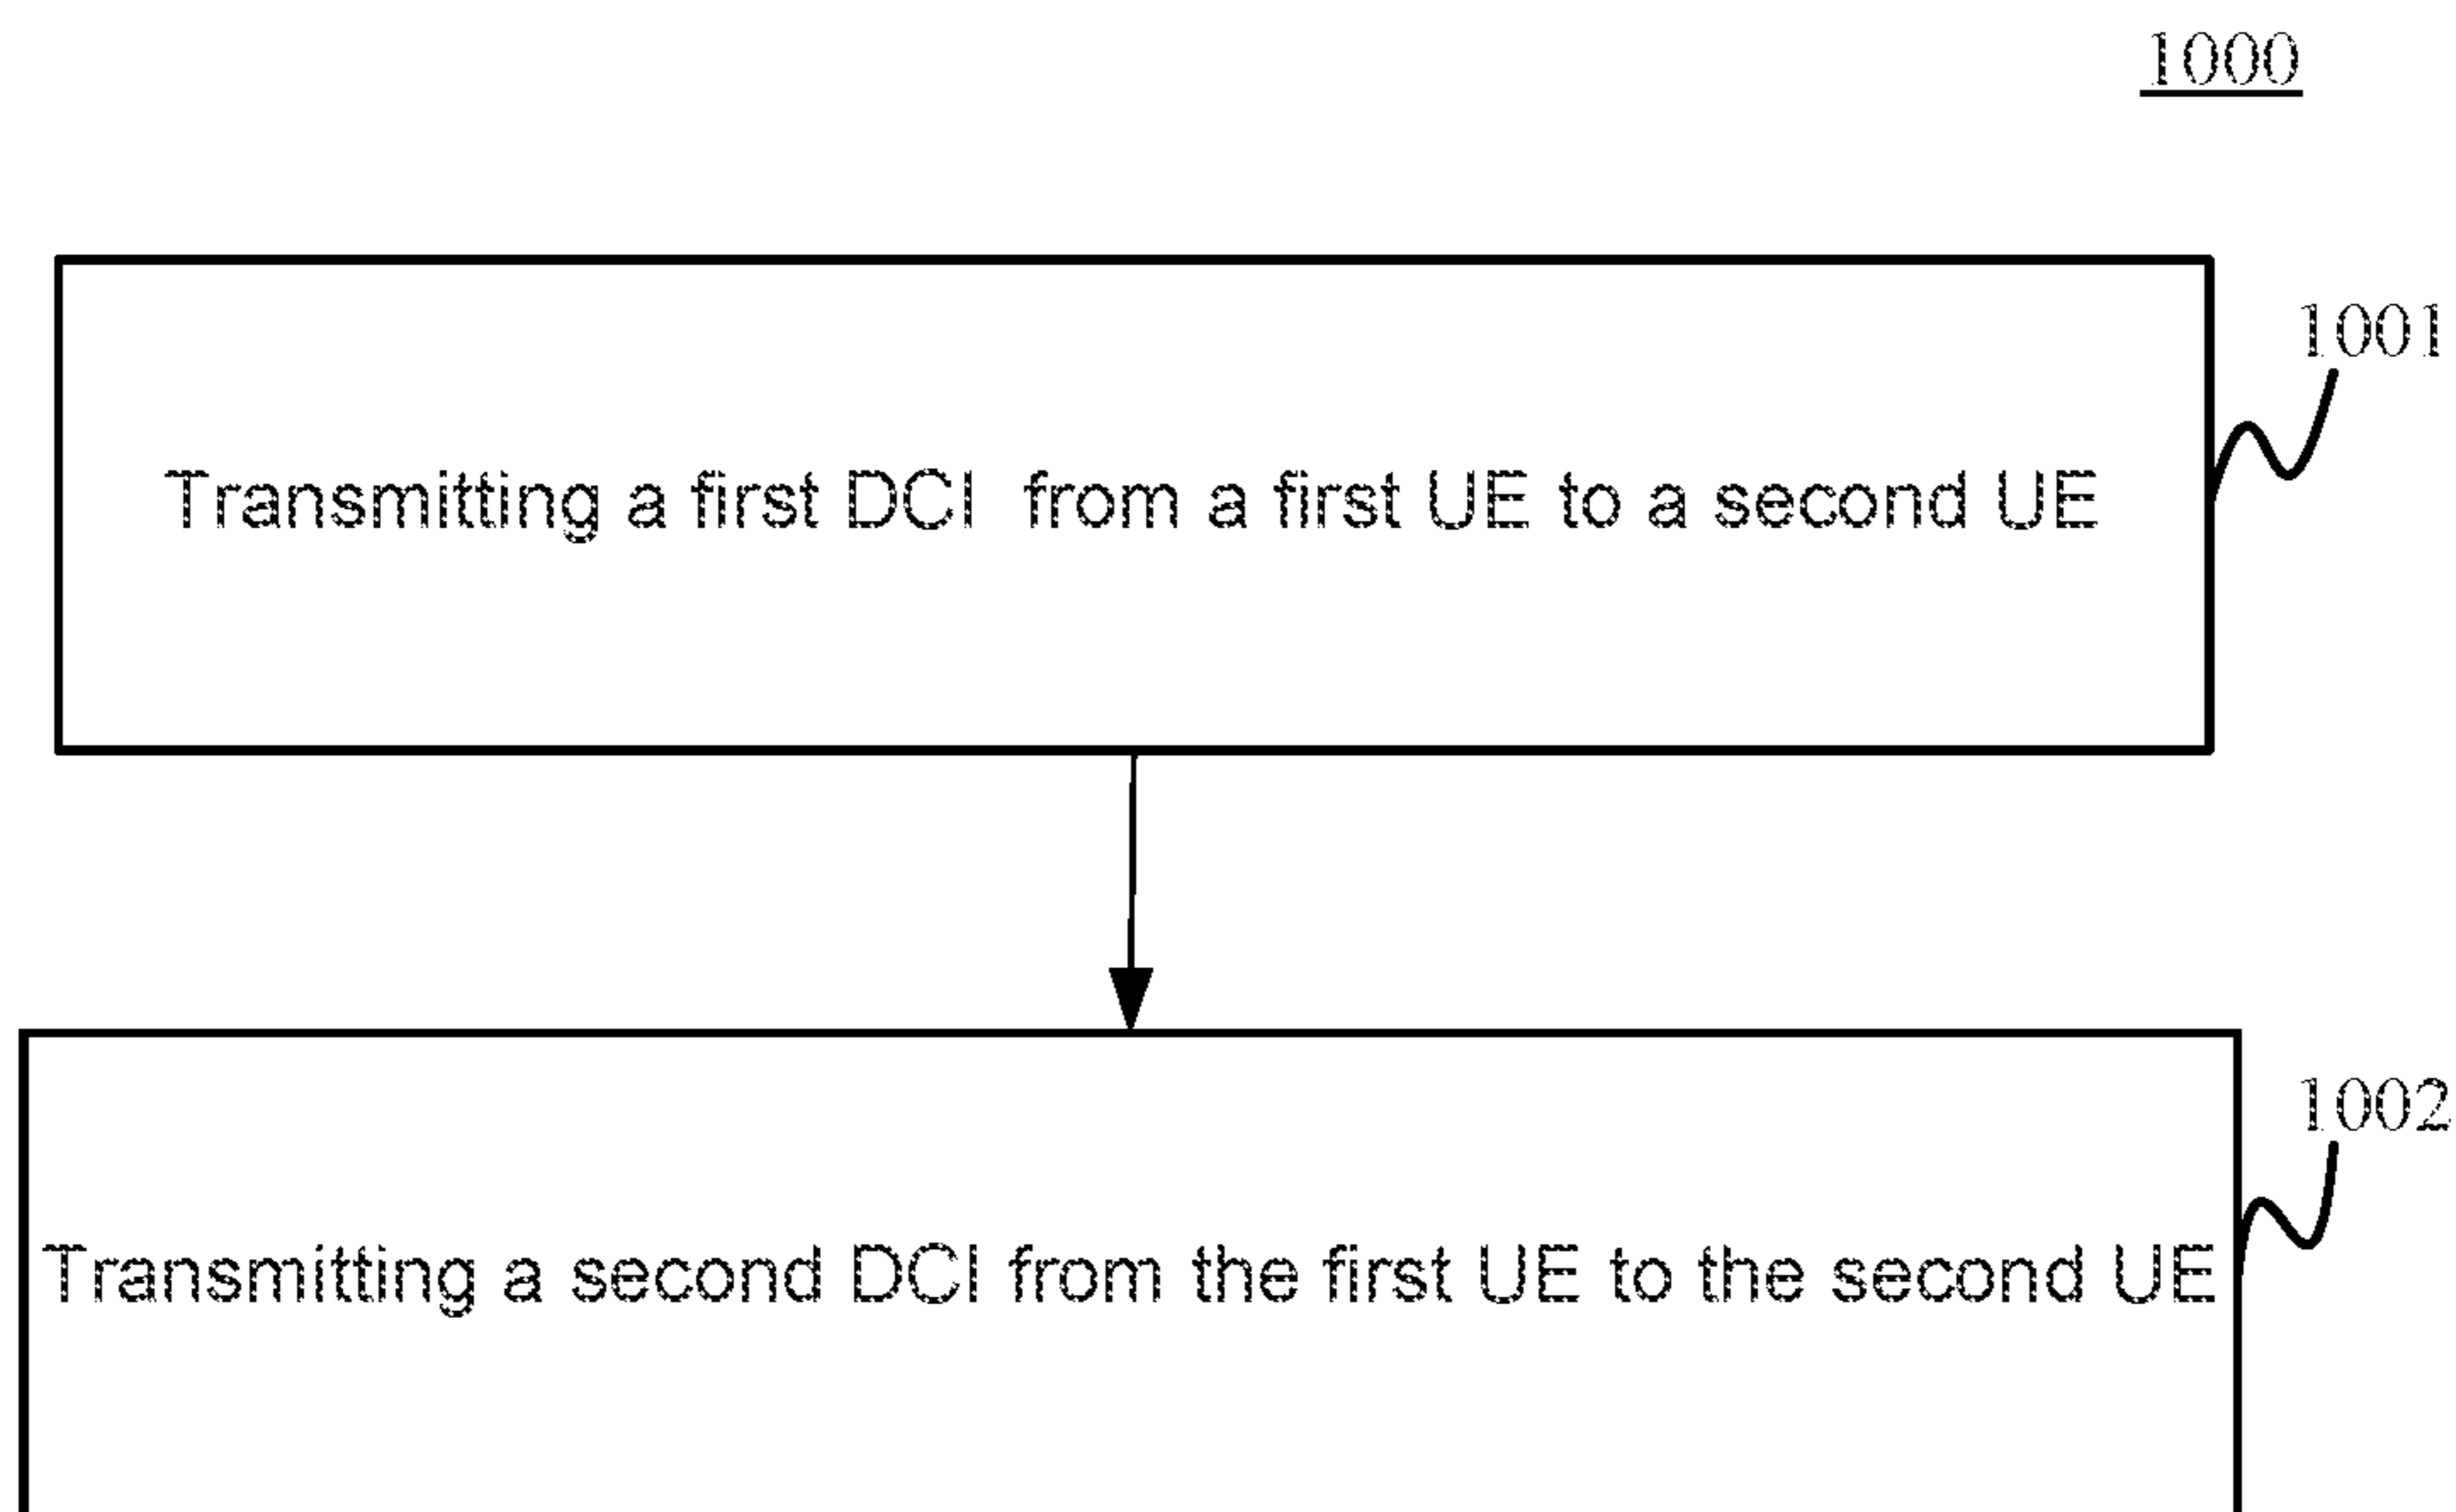 1000
1001
Transmitting a first DCI from a first UE to a second UE
1002
Transmitting a second DCI from the first UE to the second UE